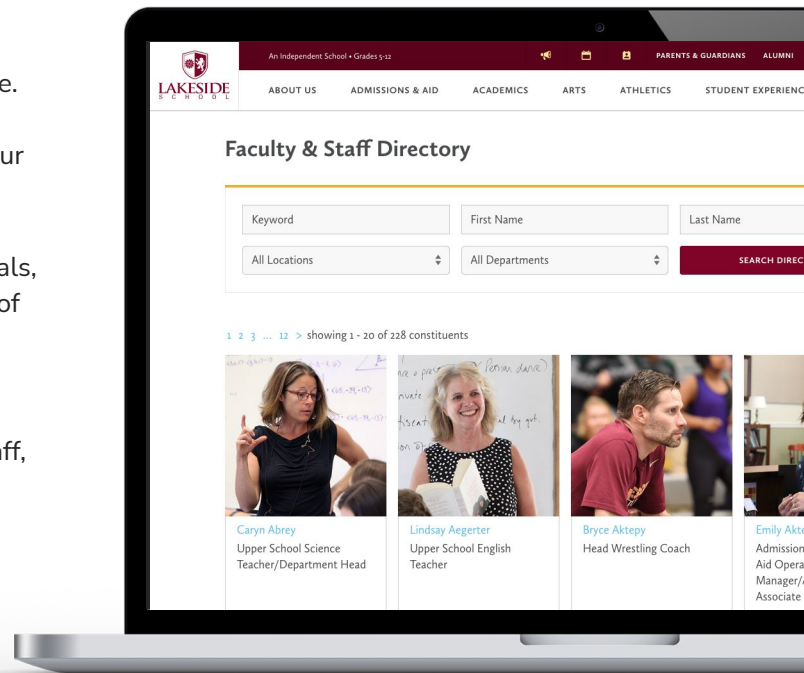 e.
ur
als,
of
ff,
An Independent School • Grades 5-12
PARENTS & GUARDIANS ALUMNI
LAKESIDE
SCHOOL
ABOUT US ADMISSIONS & AID ACADEMICS ARTS ATHLETICS STUDENT EXPERIENC
Faculty & Staff Directory
Keyword First Name Last Name
All Locations All Departments SEARCH DIREC
1 2 3 ... 12 > showing 1 - 20 of 228 constituents
Caryn Abrey
Upper School Science
Teacher/Department Head
Lindsay Aegerter
Upper School English
Teacher
Bryce Aktepy
Head Wrestling Coach
Emily Akte
Admission
Aid Opera
Manager/A
Associate